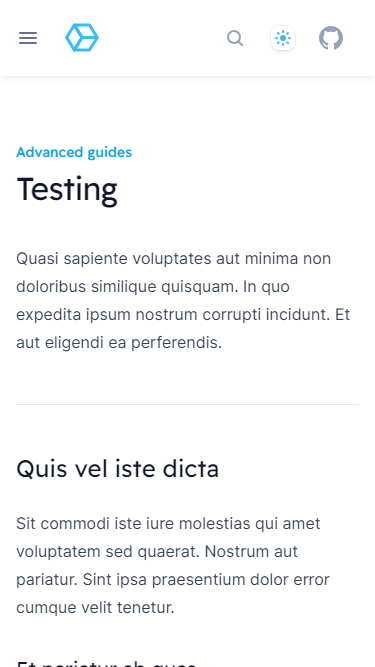 Advanced guides
Testing
Quasi sapiente voluptates aut minima non
doloribus similique quisquam. In quo
expedita ipsum nostrum corrupti incidunt. Et
aut eligendi ea perferendis.
Quis vel iste dicta
Sit commodi iste iure molestias qui amet
voluptatem sed quaerat. Nostrum aut
pariatur. Sint ipsa praesentium dolor error
cumque velit tenetur.